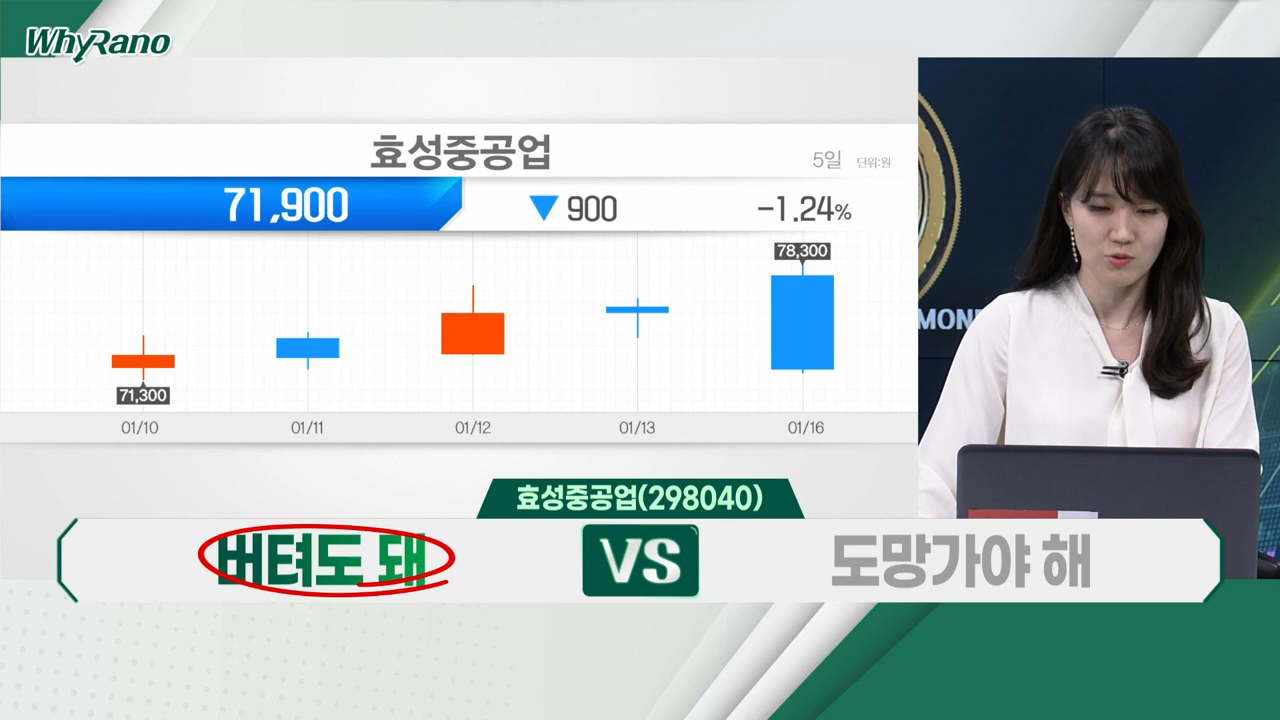 WhyRano
효성중공업
5일 단위:원
71,900 ▼900 -1.24%
78,300
71,300
01/10 01/11 01/12 01/13 01/16
MONE
효성중공업(298040)
버텨도 돼 VS 도망가야 해